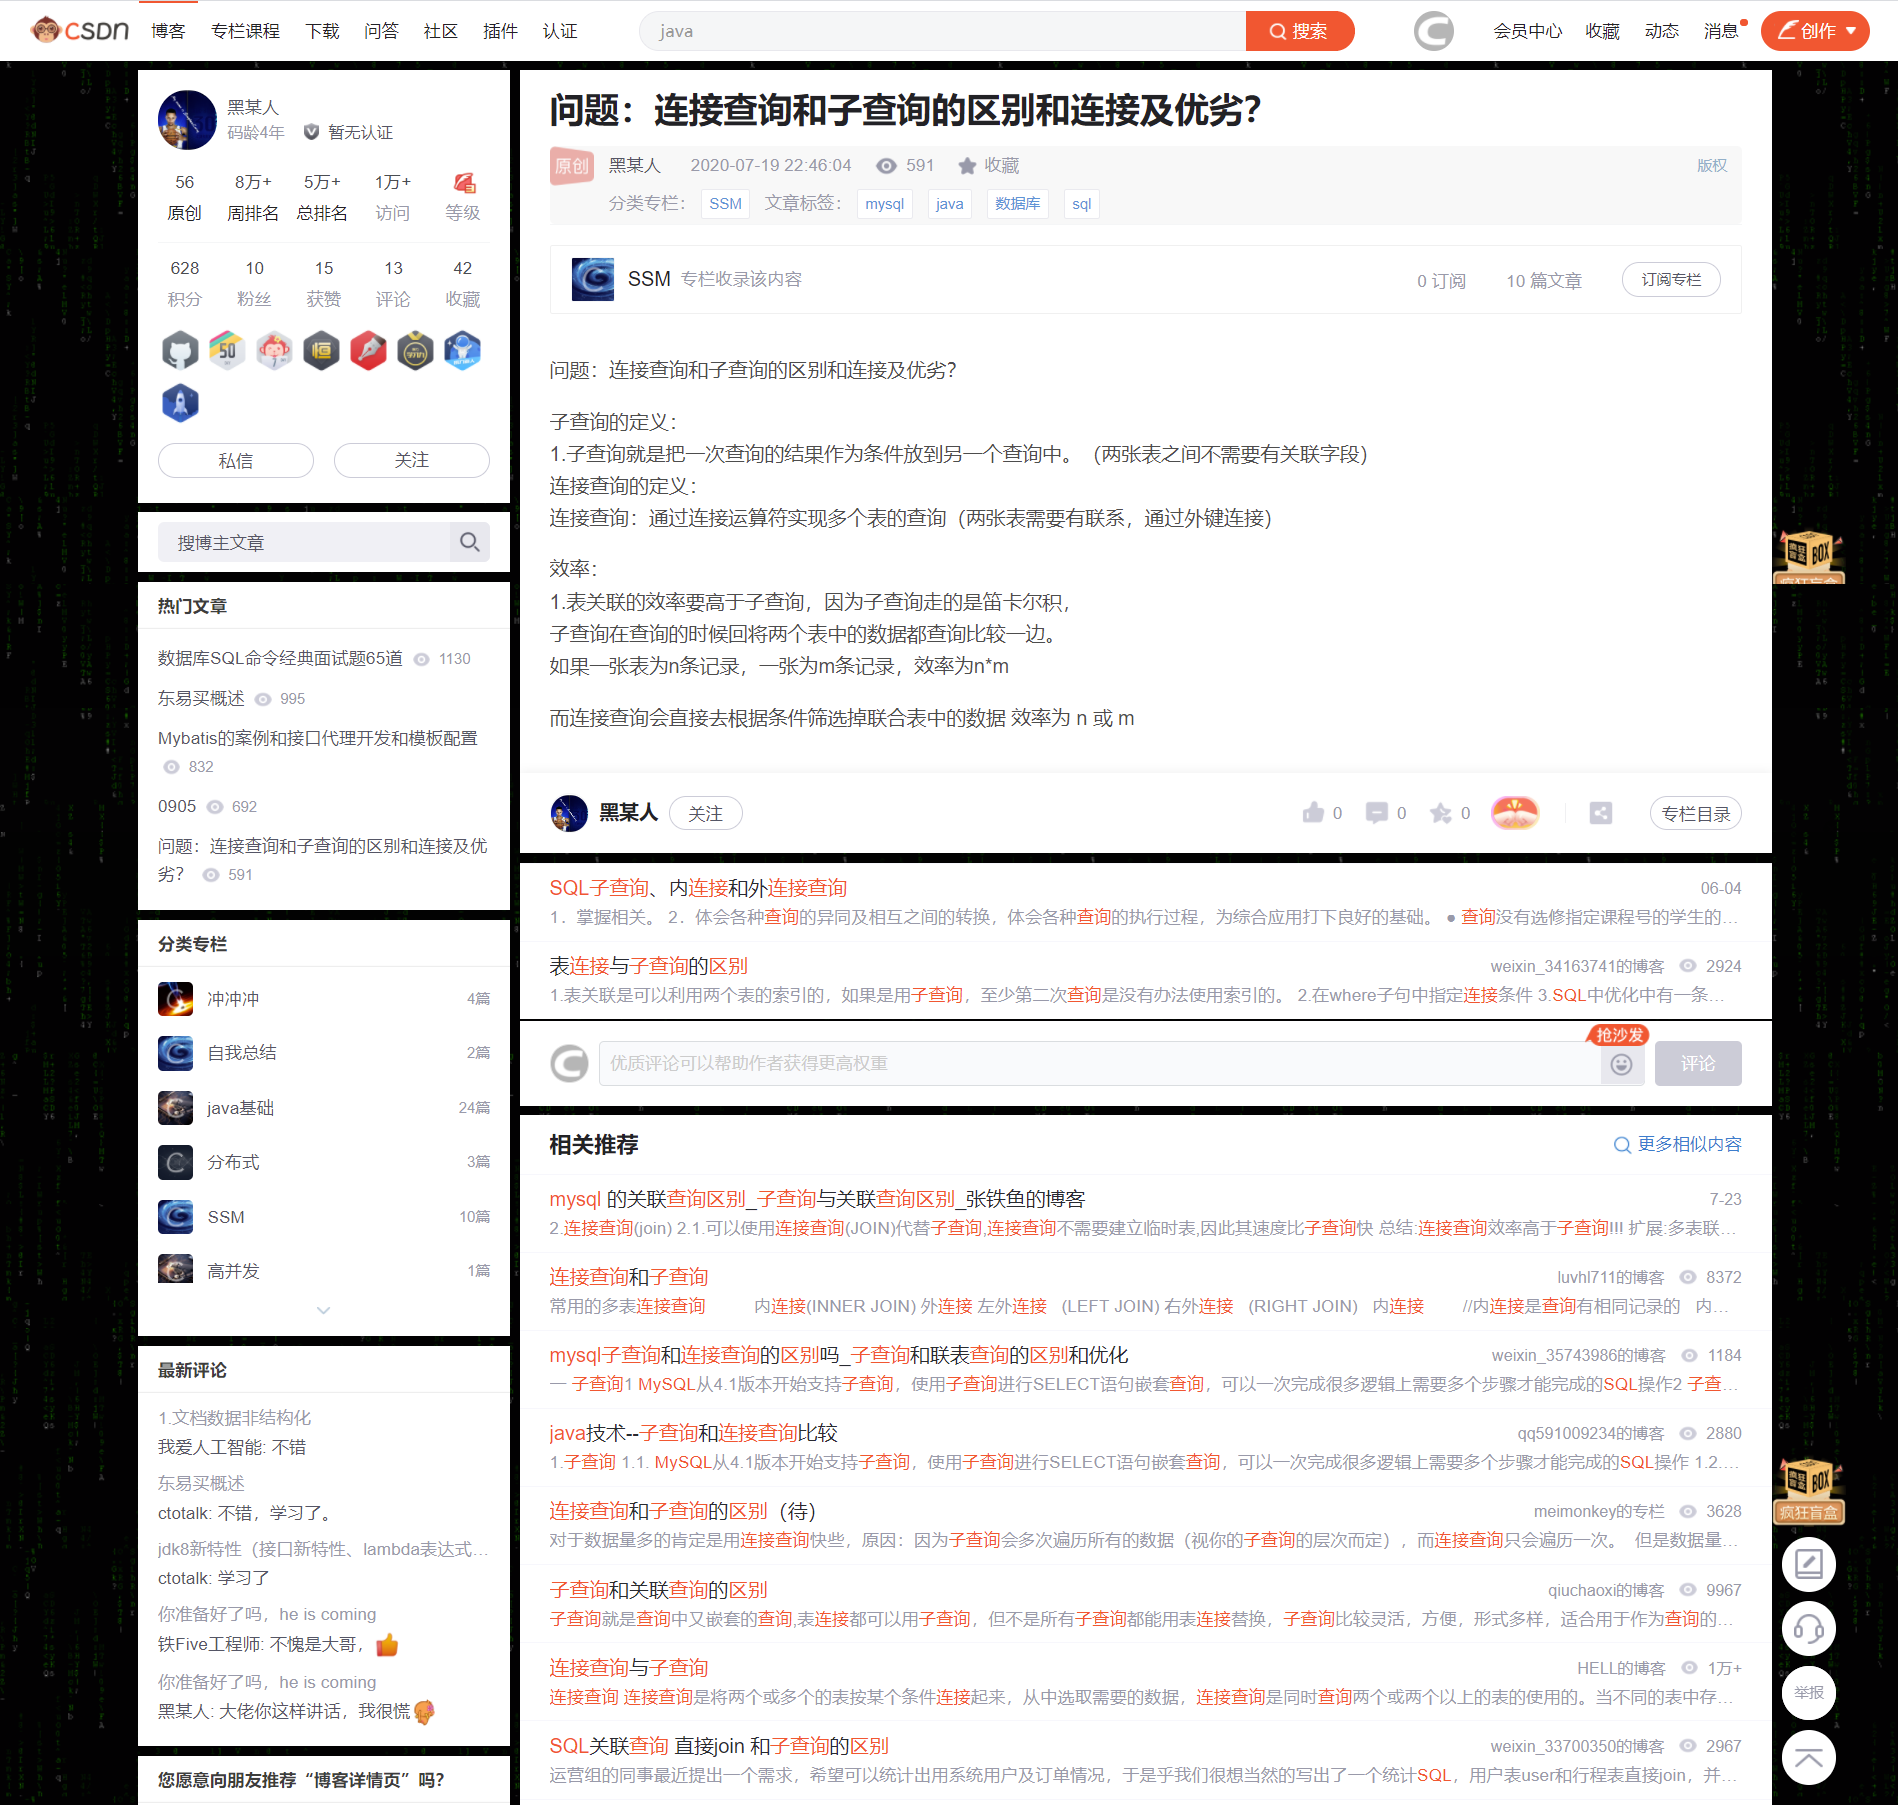 CSDN 博客 专栏课程 下载 问答 社区 插件 认证 java 搜索 会员中心 收藏 动态 消息 创作
黑某人
码龄4年 暂无认证
56 8万+ 5万+ 1万+
原创 周排名 总排名 访问 等级
628 10 15 13 42
积分 粉丝 获赞 评论 收藏
私信 关注
搜博主文章
热门文章
数据库SQL命令经典面试题65道 1130
东易买概述 995
Mybatis的案例和接口代理开发和模板配置
832
0905 692
问题：连接查询和子查询的区别和连接及优
劣？ 591
分类专栏
冲冲冲 4篇
自我总结 2篇
java基础 24篇
分布式 3篇
SSM 10篇
高并发 1篇
最新评论
1.文档数据非结构化
我爱人工智能: 不错
东易买概述
ctotalk: 不错，学习了。
jdk8新特性（接口新特性、lambda表达式…
ctotalk: 学习了
你准备好了吗，he is coming
铁Five工程师: 不愧是大哥，
你准备好了吗，he is coming
黑某人: 大佬你这样讲话，我很慌
您愿意向朋友推荐“博客详情页”吗？
问题：连接查询和子查询的区别和连接及优劣？
原创 黑某人 2020-07-19 22:46:04 591 收藏 版权
分类专栏： SSM 文章标签： mysql java 数据库 sql
SSM 专栏收录该内容 0 订阅 10 篇文章 订阅专栏
问题：连接查询和子查询的区别和连接及优劣？
子查询的定义：
1.子查询就是把一次查询的结果作为条件放到另一个查询中。（两张表之间不需要有关联字段）
连接查询的定义：
连接查询：通过连接运算符实现多个表的查询（两张表需要有联系，通过外键连接）
效率：
1.表关联的效率要高于子查询，因为子查询走的是笛卡尔积，
子查询在查询的时候回将两个表中的数据都查询比较一边。
如果一张表为n条记录，一张为m条记录，效率为n*m
而连接查询会直接去根据条件筛选掉联合表中的数据 效率为 n 或 m
黑某人 关注 0 0 0 专栏目录
SQL子查询、内连接和外连接查询 06-04
1．掌握相关。 2．体会各种查询的异同及相互之间的转换，体会各种查询的执行过程，为综合应用打下良好的基础。 ● 查询没有选修指定课程号的学生的…
表连接与子查询的区别 weixin_34163741的博客 2924
1.表关联是可以利用两个表的索引的，如果是用子查询，至少第二次查询是没有办法使用索引的。 2.在where子句中指定连接条件 3.SQL中优化中有一条…
抢沙发
优质评论可以帮助作者获得更高权重 评论
相关推荐 更多相似内容
mysql 的关联查询区别_子查询与关联查询区别_张铁鱼的博客 7-23
2.连接查询(join) 2.1.可以使用连接查询(JOIN)代替子查询,连接查询不需要建立临时表,因此其速度比子查询快 总结:连接查询效率高于子查询!!! 扩展:多表联…
连接查询和子查询 luvhl711的博客 8372
常用的多表连接查询 内连接(INNER JOIN) 外连接 左外连接 (LEFT JOIN) 右外连接 (RIGHT JOIN) 内连接 //内连接是查询有相同记录的 内…
mysql子查询和连接查询的区别吗_子查询和联表查询的区别和优化 weixin_35743986的博客 1184
一 子查询1 MySQL从4.1版本开始支持子查询，使用子查询进行SELECT语句嵌套查询，可以一次完成很多逻辑上需要多个步骤才能完成的SQL操作2 子查…
java技术--子查询和连接查询比较 qq591009234的博客 2880
1.子查询 1.1. MySQL从4.1版本开始支持子查询，使用子查询进行SELECT语句嵌套查询，可以一次完成很多逻辑上需要多个步骤才能完成的SQL操作 1.2.…
连接查询和子查询的区别（待） meimonkey的专栏 3628
对于数据量多的肯定是用连接查询快些，原因：因为子查询会多次遍历所有的数据（视你的子查询的层次而定），而连接查询只会遍历一次。 但是数据量…
子查询和关联查询的区别 qiuchaoxi的博客 9967
子查询就是查询中又嵌套的查询,表连接都可以用子查询，但不是所有子查询都能用表连接替换，子查询比较灵活，方便，形式多样，适合用于作为查询的…
连接查询与子查询 HELL的博客 1万+
连接查询 连接查询是将两个或多个的表按某个条件连接起来，从中选取需要的数据，连接查询是同时查询两个或两个以上的表的使用的。当不同的表中存…
SQL关联查询 直接join 和子查询的区别 weixin_33700350的博客 2967
运营组的同事最近提出一个需求，希望可以统计出用系统用户及订单情况，于是乎我们很想当然的写出了一个统计SQL，用户表user和行程表直接join，并…
疯狂盲盒 BOX
疯狂盲盒
疯狂盲盒 BOX
疯狂盲盒
举报